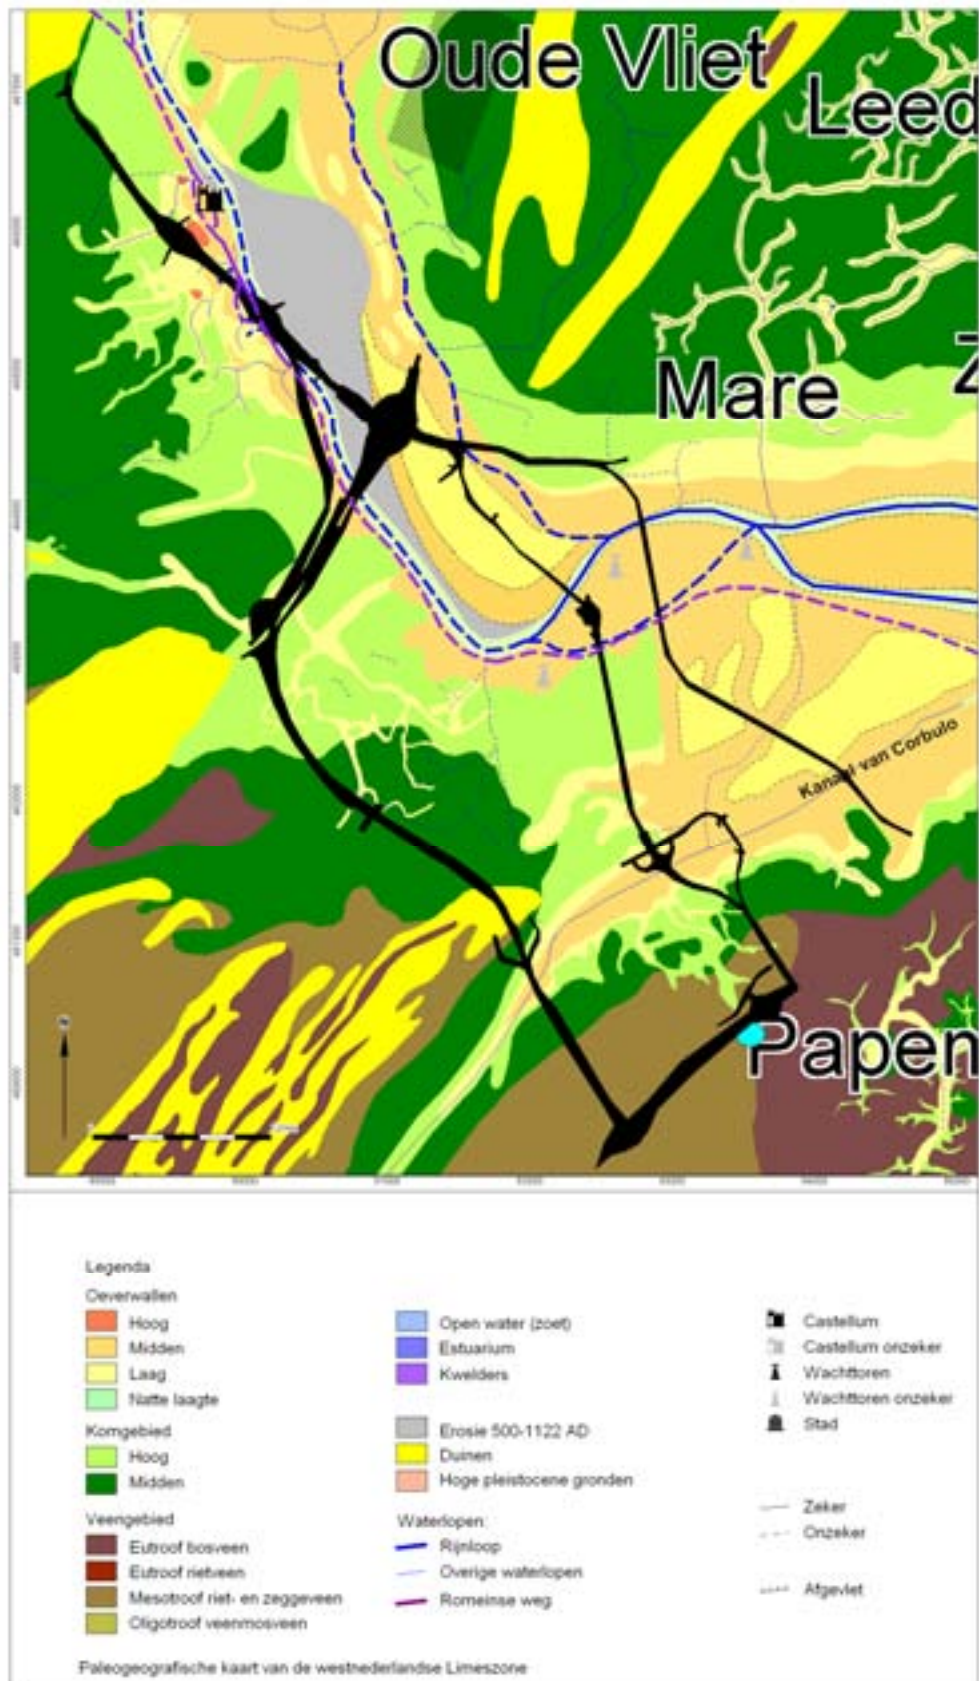 Oude Vliet
Leed
Mare
Z
Kanaal van Corbulo
Papen
Legenda
Oeverwallen
Hoog
Midden
Laag
Natte laagte
Komgebied
Hoog
Midden
Veengebied
Eutroof bosveen
Eutroof rietveen
Mesotroof riet- en zeggeveen
Oligotroof veenmosveen
Open water (zoet)
Estuarium
Kwelders
Erosie 500-1122 AD
Duinen
Hoge pleistocene gronden
Waterlopen
Rijnloop
Overige waterlopen
Romeinse weg
Castellum
Castellum onzeker
Wachttoren
Wachttoren onzeker
Stad
Zeker
Onzeker
Afgevlet
Paleogeografische kaart van de westnederlandse Limeszone